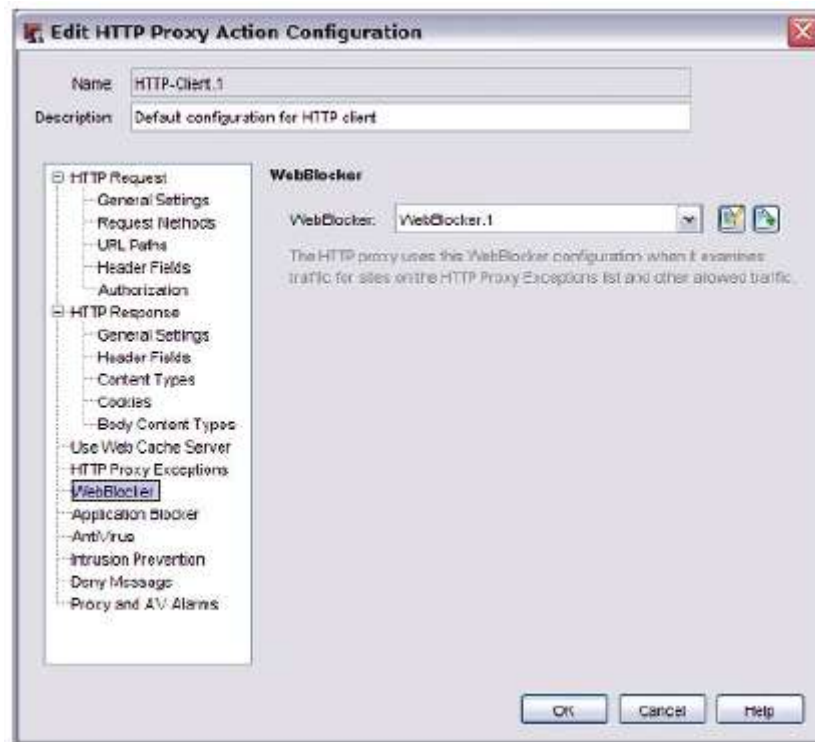 Edit HTTP Proxy Action Configuration
Name: HTTP-Client.1
Description: Default configuration for HTTP client
HTTP Request
General Settings
Request Methods
URL Paths
Header Fields
Authorization
HTTP Response
General Settings
Header Fields
Content Types
Cookies
Body Content Types
Use Web Cache Server
HTTP Proxy Exceptions
WebBlocker
Application Blocker
AntiVirus
Intrusion Prevention
Deny Message
Proxy and AV Alarms
WebBlocker
WebBlocker: WebBlocker.1
The HTTP proxy uses this WebBlocker configuration when it examines
traffic for sites on the HTTP Proxy Exceptions list and other allowed traffic.
OK Cancel Help